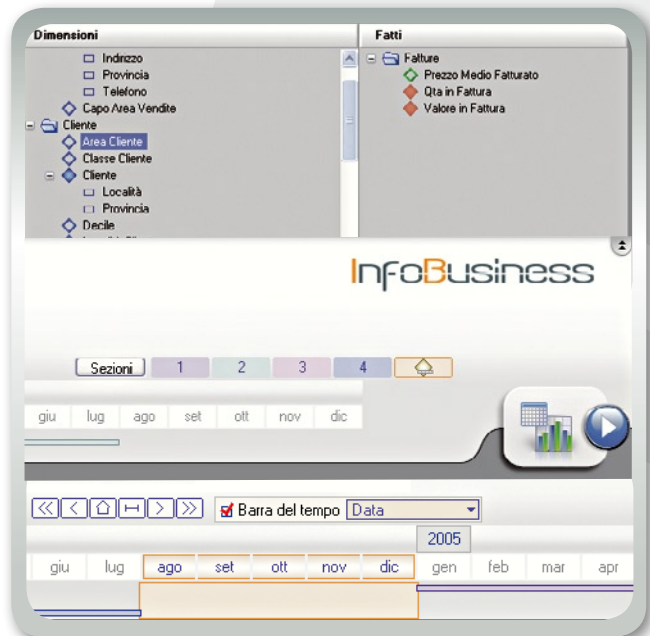 Dimensioni
Fatti
Indirizzo
Provincia
Telefono
Capo Area Vendite
Cliente
Area Cliente
Classe Cliente
Cliente
Località
Provincia
Decile
Fatture
Prezzo Medio Fatturato
Qta in Fattura
Valore in Fattura
InfoBusiness
Sezioni 1 2 3 4
giu lug ago set ott nov dic
Barra del tempo Data
2005
giu lug ago set ott nov dic gen feb mar apr